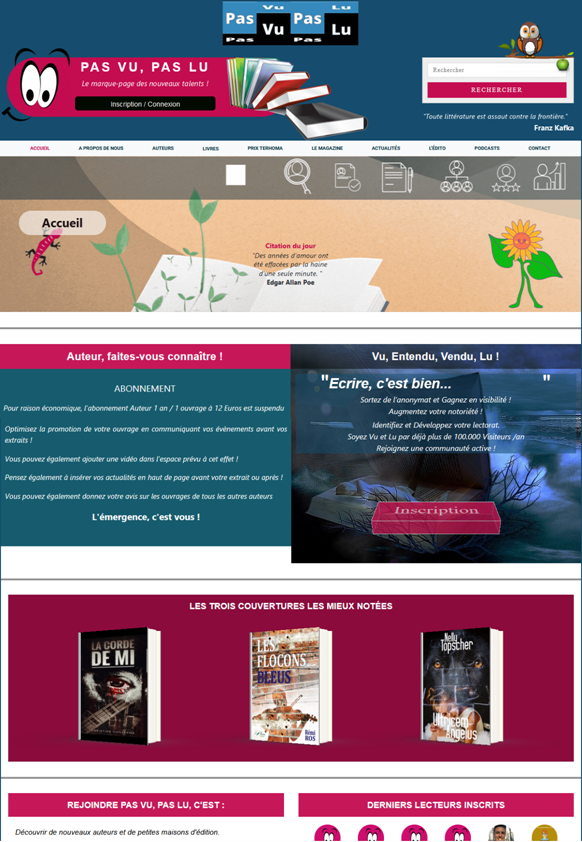 Pas Vu Pas Lu
Pas Vu Pas Lu
PAS VU, PAS LU
Le marque-page des nouveaux talents !
Inscription / Connexion
Rechercher
RECHERCHER
"Toute littérature est assaut contre la frontière."
Franz Kafka
ACCUEIL A PROPOS DE NOUS AUTEURS LIVRES PRIX TERHOMA LE MAGAZINE ACTUALITÉS L'ÉDITO PODCASTS CONTACT
Accueil
Citation du jour
"Des années d'amour ont
été effacées par la haine
d'une seule minute. "
Edgar Allan Poe
Auteur, faites-vous connaître !
ABONNEMENT
Pour raison économique, l'abonnement Auteur 1 an / 1 ouvrage à 12 Euros est suspendu
Optimisez la promotion de votre ouvrage en communiquant vos évènements avant vos
extraits !
Vous pouvez également ajouter une vidéo dans l'espace prévu à cet effet !
Pensez également à insérer vos actualités en haut de page avant votre extrait ou après !
Vous pouvez également donnez votre avis sur les ouvrages de tous les autres auteurs
L'émergence, c'est vous !
Vu, Entendu, Vendu, Lu !
"Ecrire, c'est bien... "
Sortez de l'anonymat et Gagnez en visibilité !
Augmentez votre notoriété !
Identifiez et Développez votre lectorat.
Soyez Vu et Lu par déjà plus de 100.000 Visiteurs /an
Rejoignez une communauté active !
Inscription
LES TROIS COUVERTURES LES MIEUX NOTÉES
LA CORDE
DE MI
LES
FLOCONS
BLEUS
Rémi
ROS
Nelly
Topscher
Ultricem
Angelus
REJOINDRE PAS VU, PAS LU, C'EST :
Découvrir de nouveaux auteurs et de petites maisons d'édition.
DERNIERS LECTEURS INSCRITS